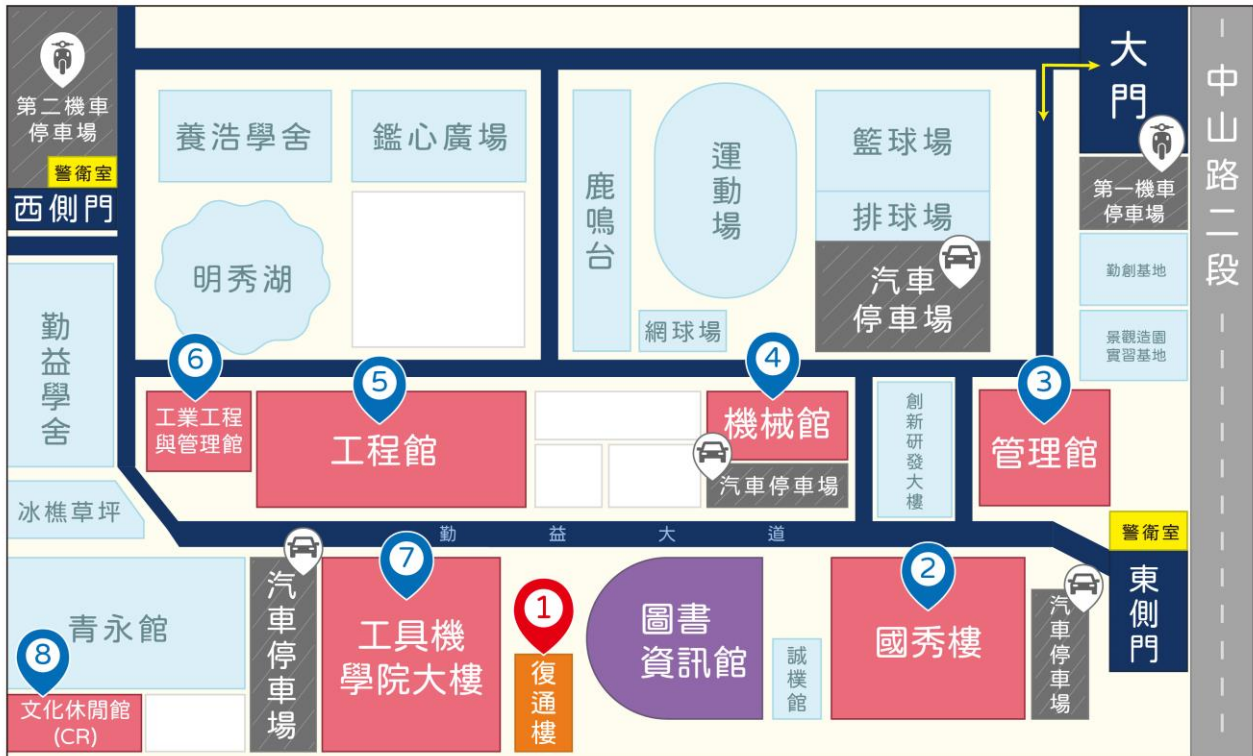 第二機車
停車場
警衛室
西側門
養浩學舍
鑑心廣場
明秀湖
鹿鳴台
運動場
籃球場
排球場
汽車
停車場
網球場
大門
第一機車
停車場
勤創基地
景觀造園
實習基地
中山路二段
勤益學舍
冰樵草坪
6
工業工程
與管理館
5
工程館
4
機械館
汽車停車場
創新研發大樓
3
管理館
勤益大道
警衛室
東側門
青永館
8
文化休閒館
(CR)
汽車停車場
7
工具機
學院大樓
1
復通樓
圖書
資訊館
誠樸館
2
國秀樓
汽車停車場